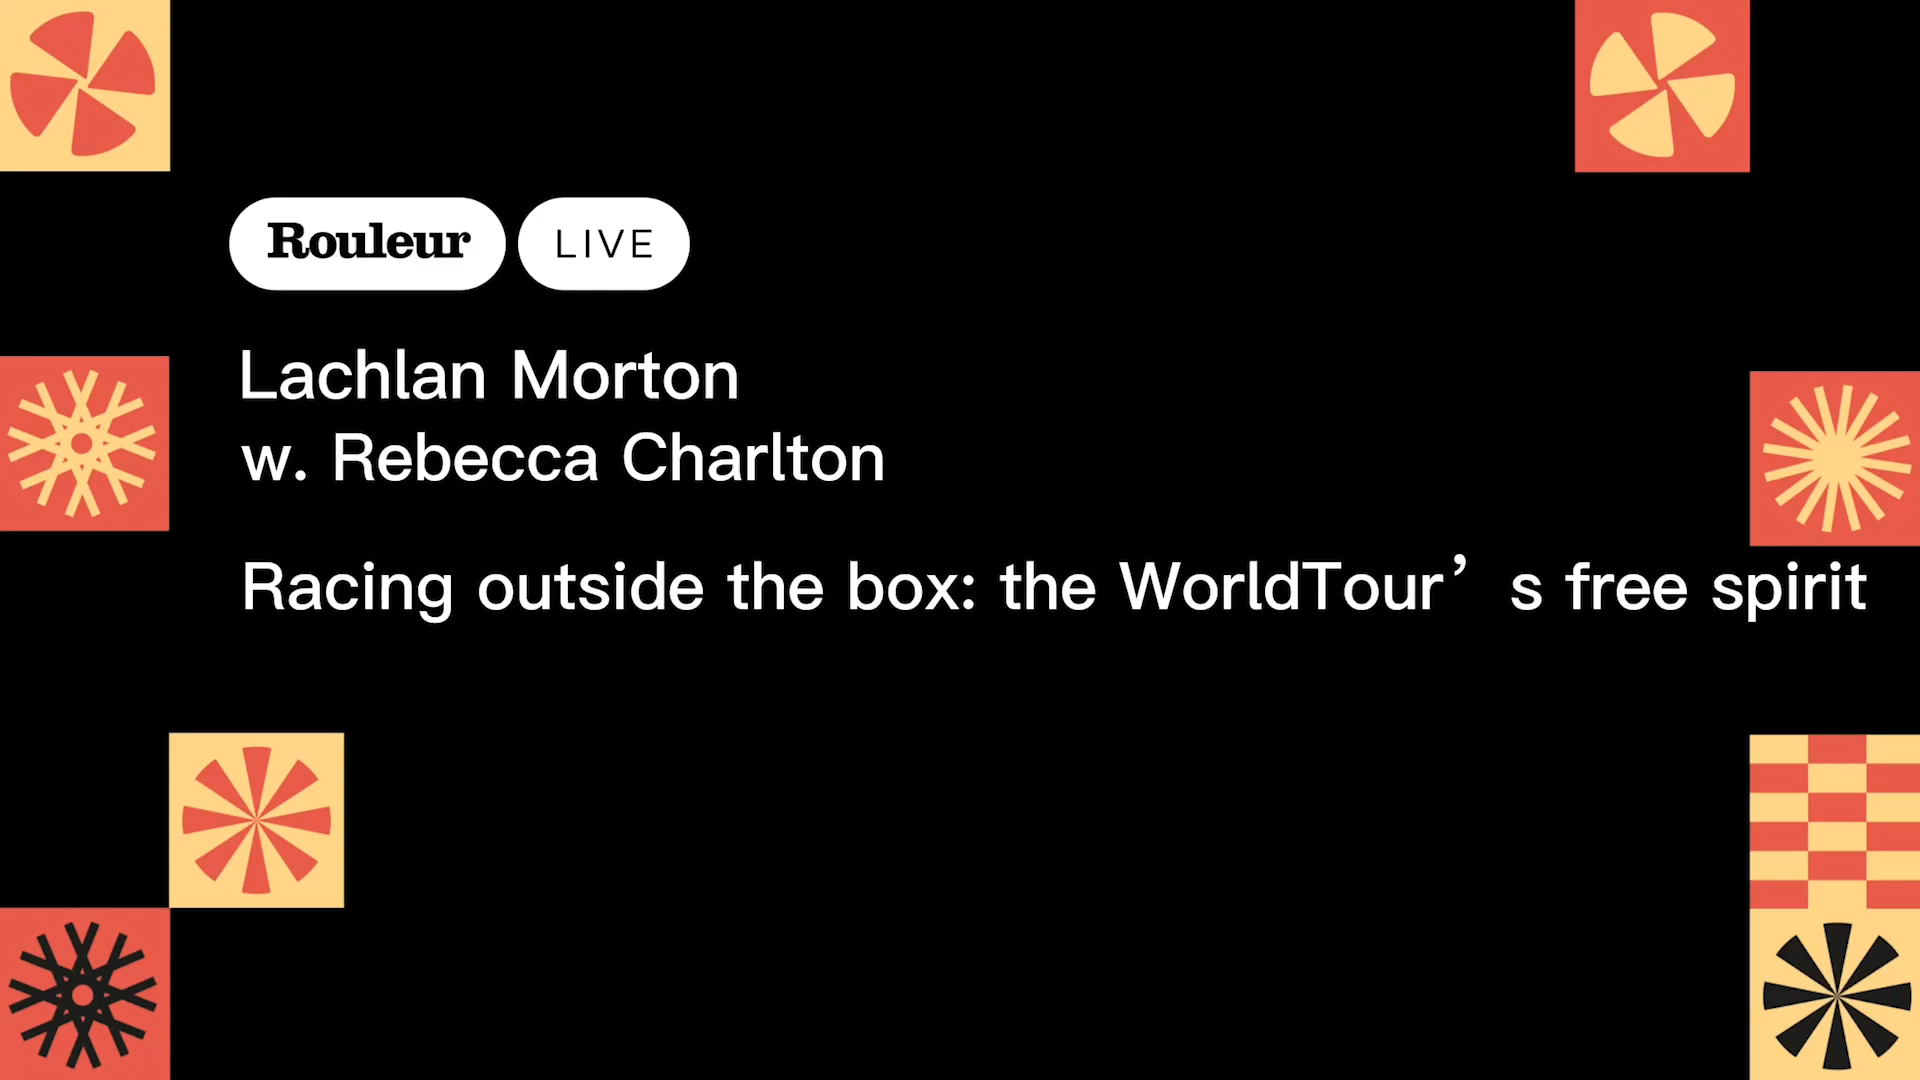 Rouleur LIVE
Lachlan Morton
w. Rebecca Charlton
Racing outside the box: the WorldTour’s free spirit